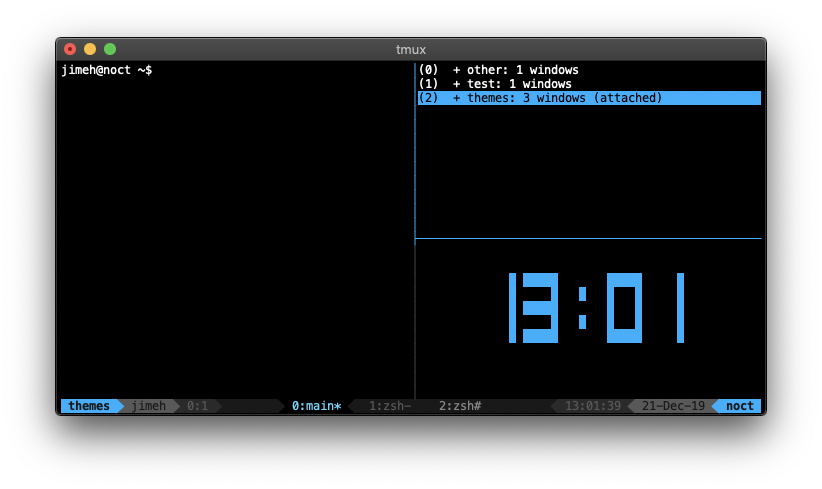 tmux
jimeh@noct ~$
(0)  + other: 1 windows
(1)  + test: 1 windows
(2)  + themes: 3 windows (attached)
13:01
themes jimeh 0:1 0:main* 1:zsh- 2:zsh# 13:01:39 21-Dec-19 noct